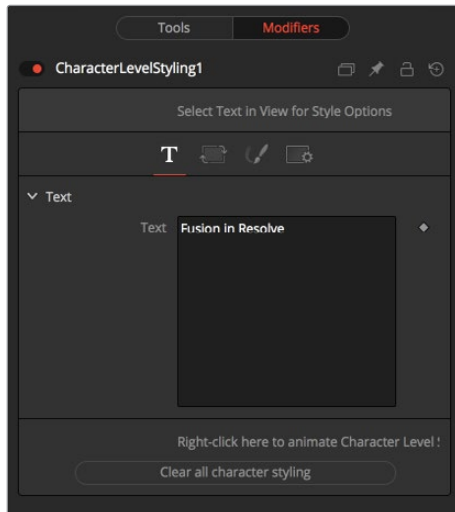 Tools Modifiers
CharacterLevelStyling1
Select Text in View for Style Options
T
Text
Text Fusion in Resolve
Right-click here to animate Character Level
Clear all character styling